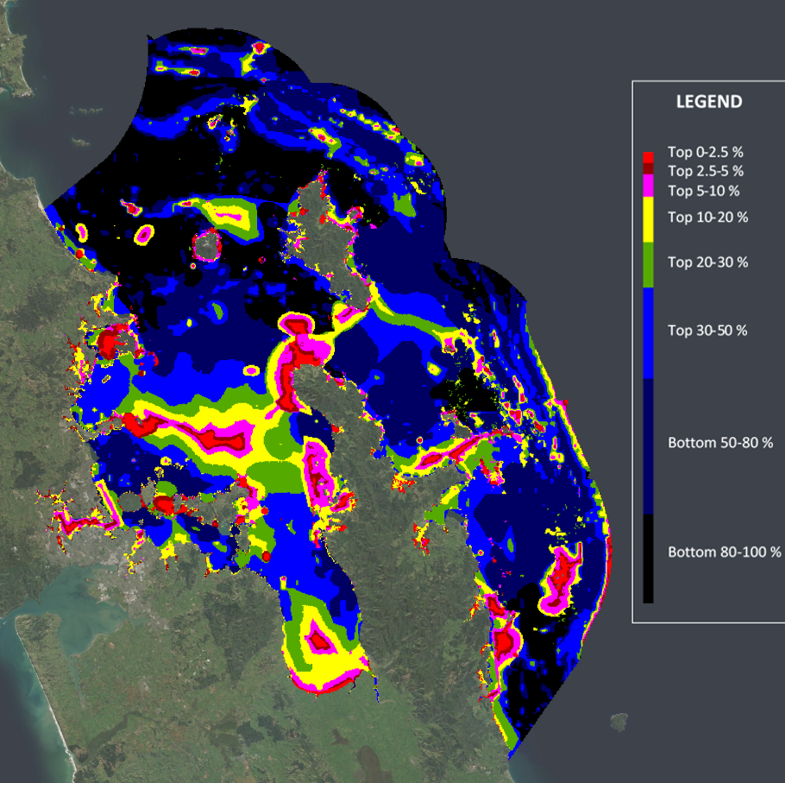 LEGEND
Top 0-2.5 %
Top 2.5-5 %
Top 5-10 %
Top 10-20 %
Top 20-30 %
Top 30-50 %
Bottom 50-80 %
Bottom 80-100 %